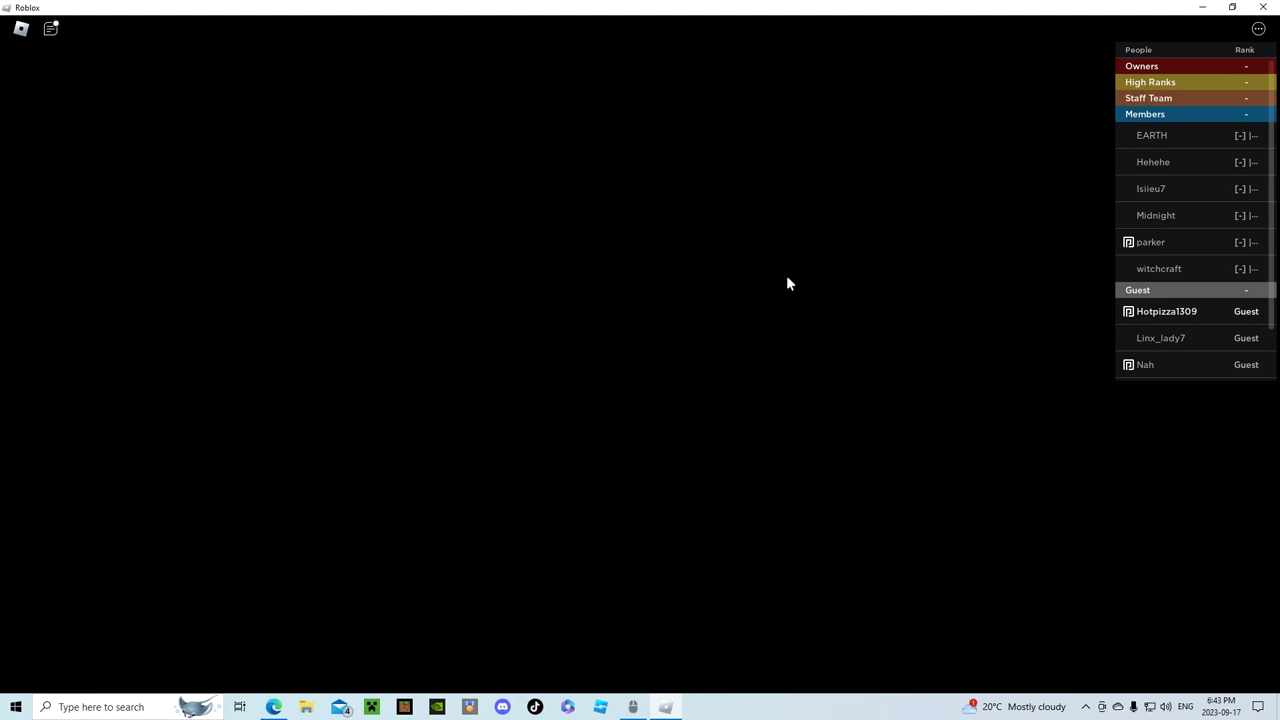 Roblox
People Rank
Owners -
High Ranks -
Staff Team -
Members -
EARTH [-] |...
Hehehe [-] |...
Isiieu7 [-] |...
Midnight [-] |...
parker [-] |...
witchcraft [-] |...
Guest -
Hotpizza1309 Guest
Linx_lady7 Guest
Nah Guest
Type here to search
4
20°C Mostly cloudy
ENG
6:43 PM
2023-09-17